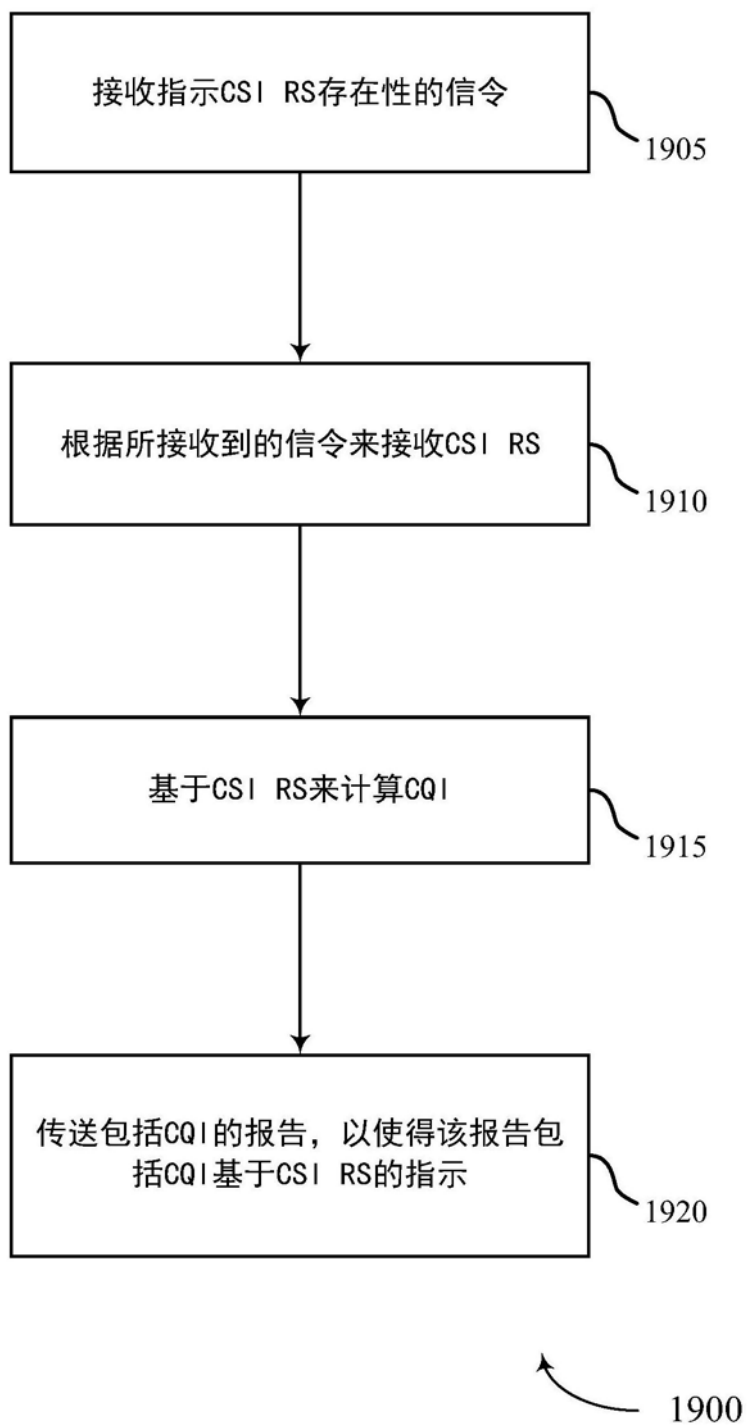 接收指示CSI RS存在性的信令
1905
根据所接收到的信令来接收CSI RS
1910
基于CSI RS来计算CQI
1915
传送包括CQI的报告，以使得该报告包
括CQI基于CSI RS的指示
1920
1900